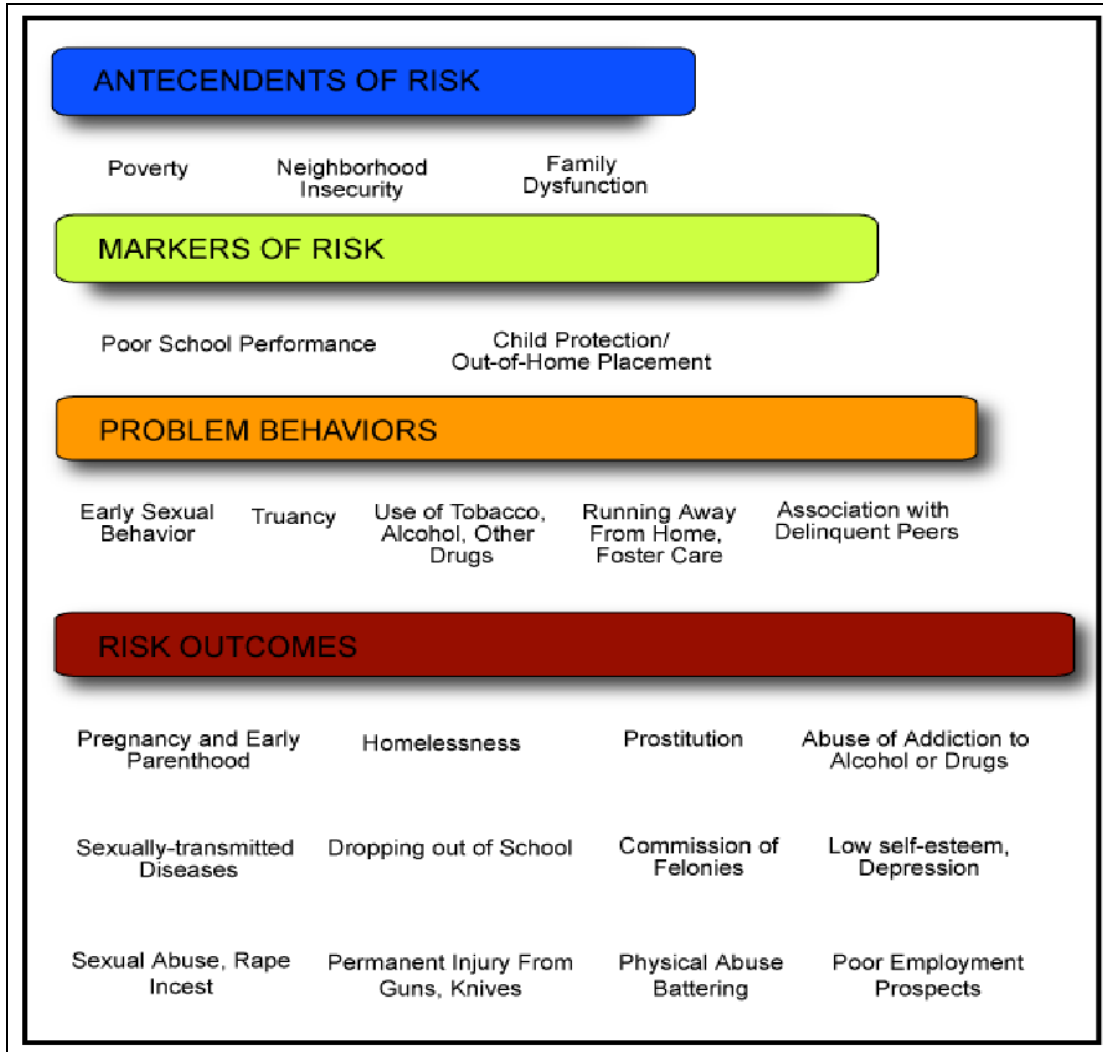 ANTECENDENTS OF RISK
Poverty
Neighborhood
Insecurity
Family
Dysfunction
MARKERS OF RISK
Poor School Performance
Child Protection/
Out-of-Home Placement
PROBLEM BEHAVIORS
Early Sexual
Behavior
Truancy
Use of Tobacco,
Alcohol, Other
Drugs
Running Away
From Home,
Foster Care
Association with
Delinquent Peers
RISK OUTCOMES
Pregnancy and Early
Parenthood
Homelessness
Prostitution
Abuse of Addiction to
Alcohol or Drugs
Sexually-transmitted
Diseases
Dropping out of School
Commission of
Felonies
Low self-esteem,
Depression
Sexual Abuse, Rape
Incest
Permanent Injury From
Guns, Knives
Physical Abuse
Battering
Poor Employment
Prospects